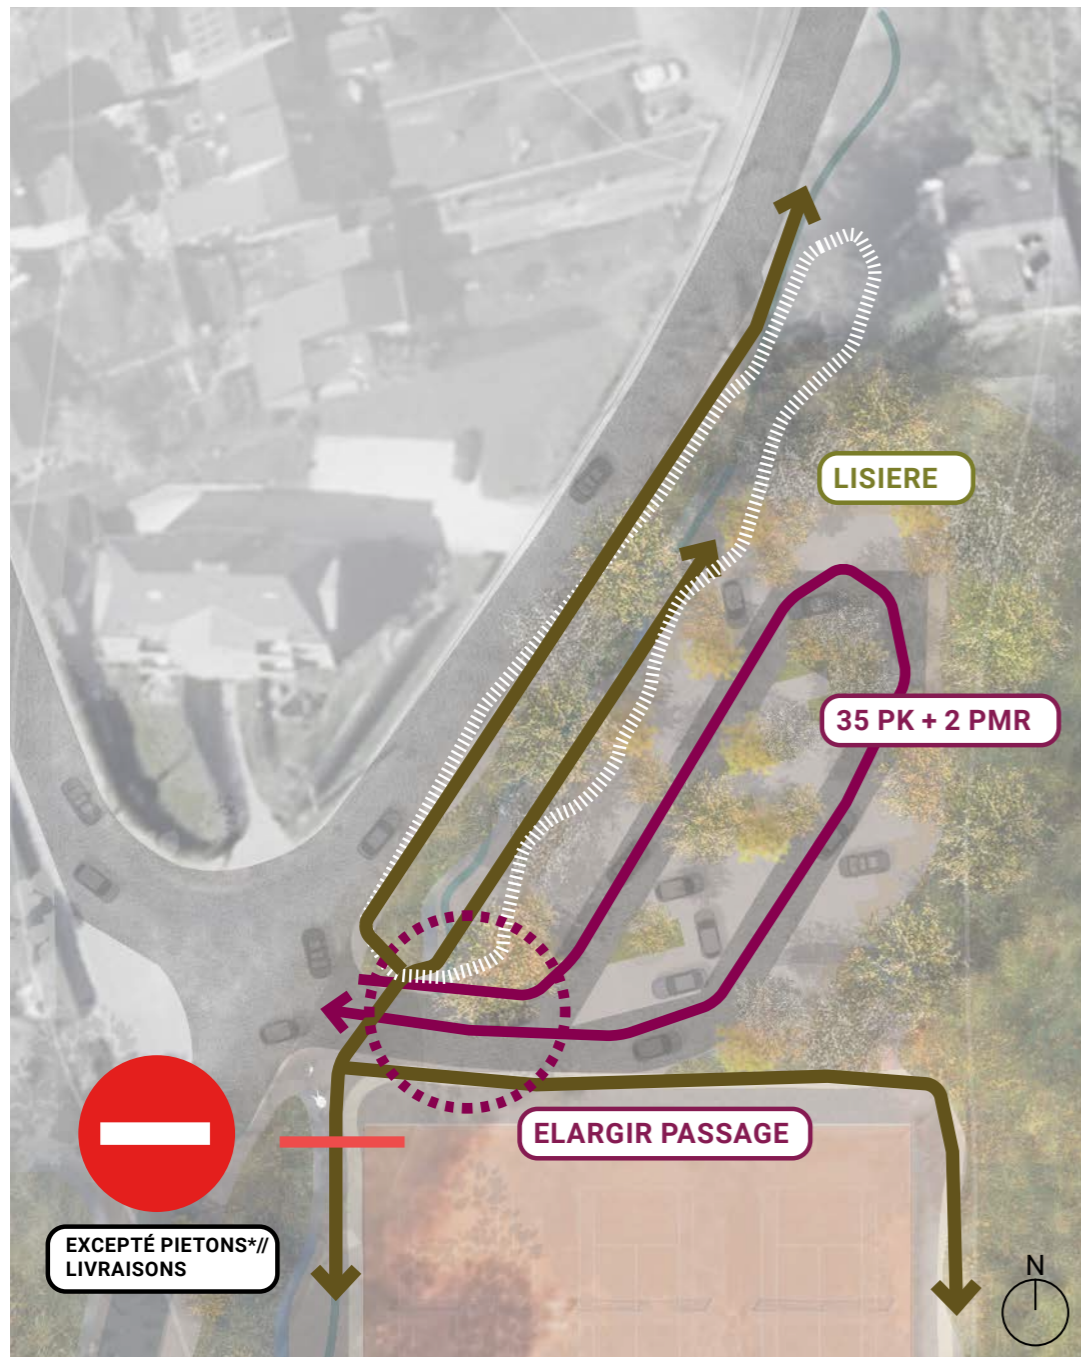 LISIERE
35 PK + 2 PMR
ELARGIR PASSAGE
EXCEPTÉ PIETONS*//
LIVRAISONS
N